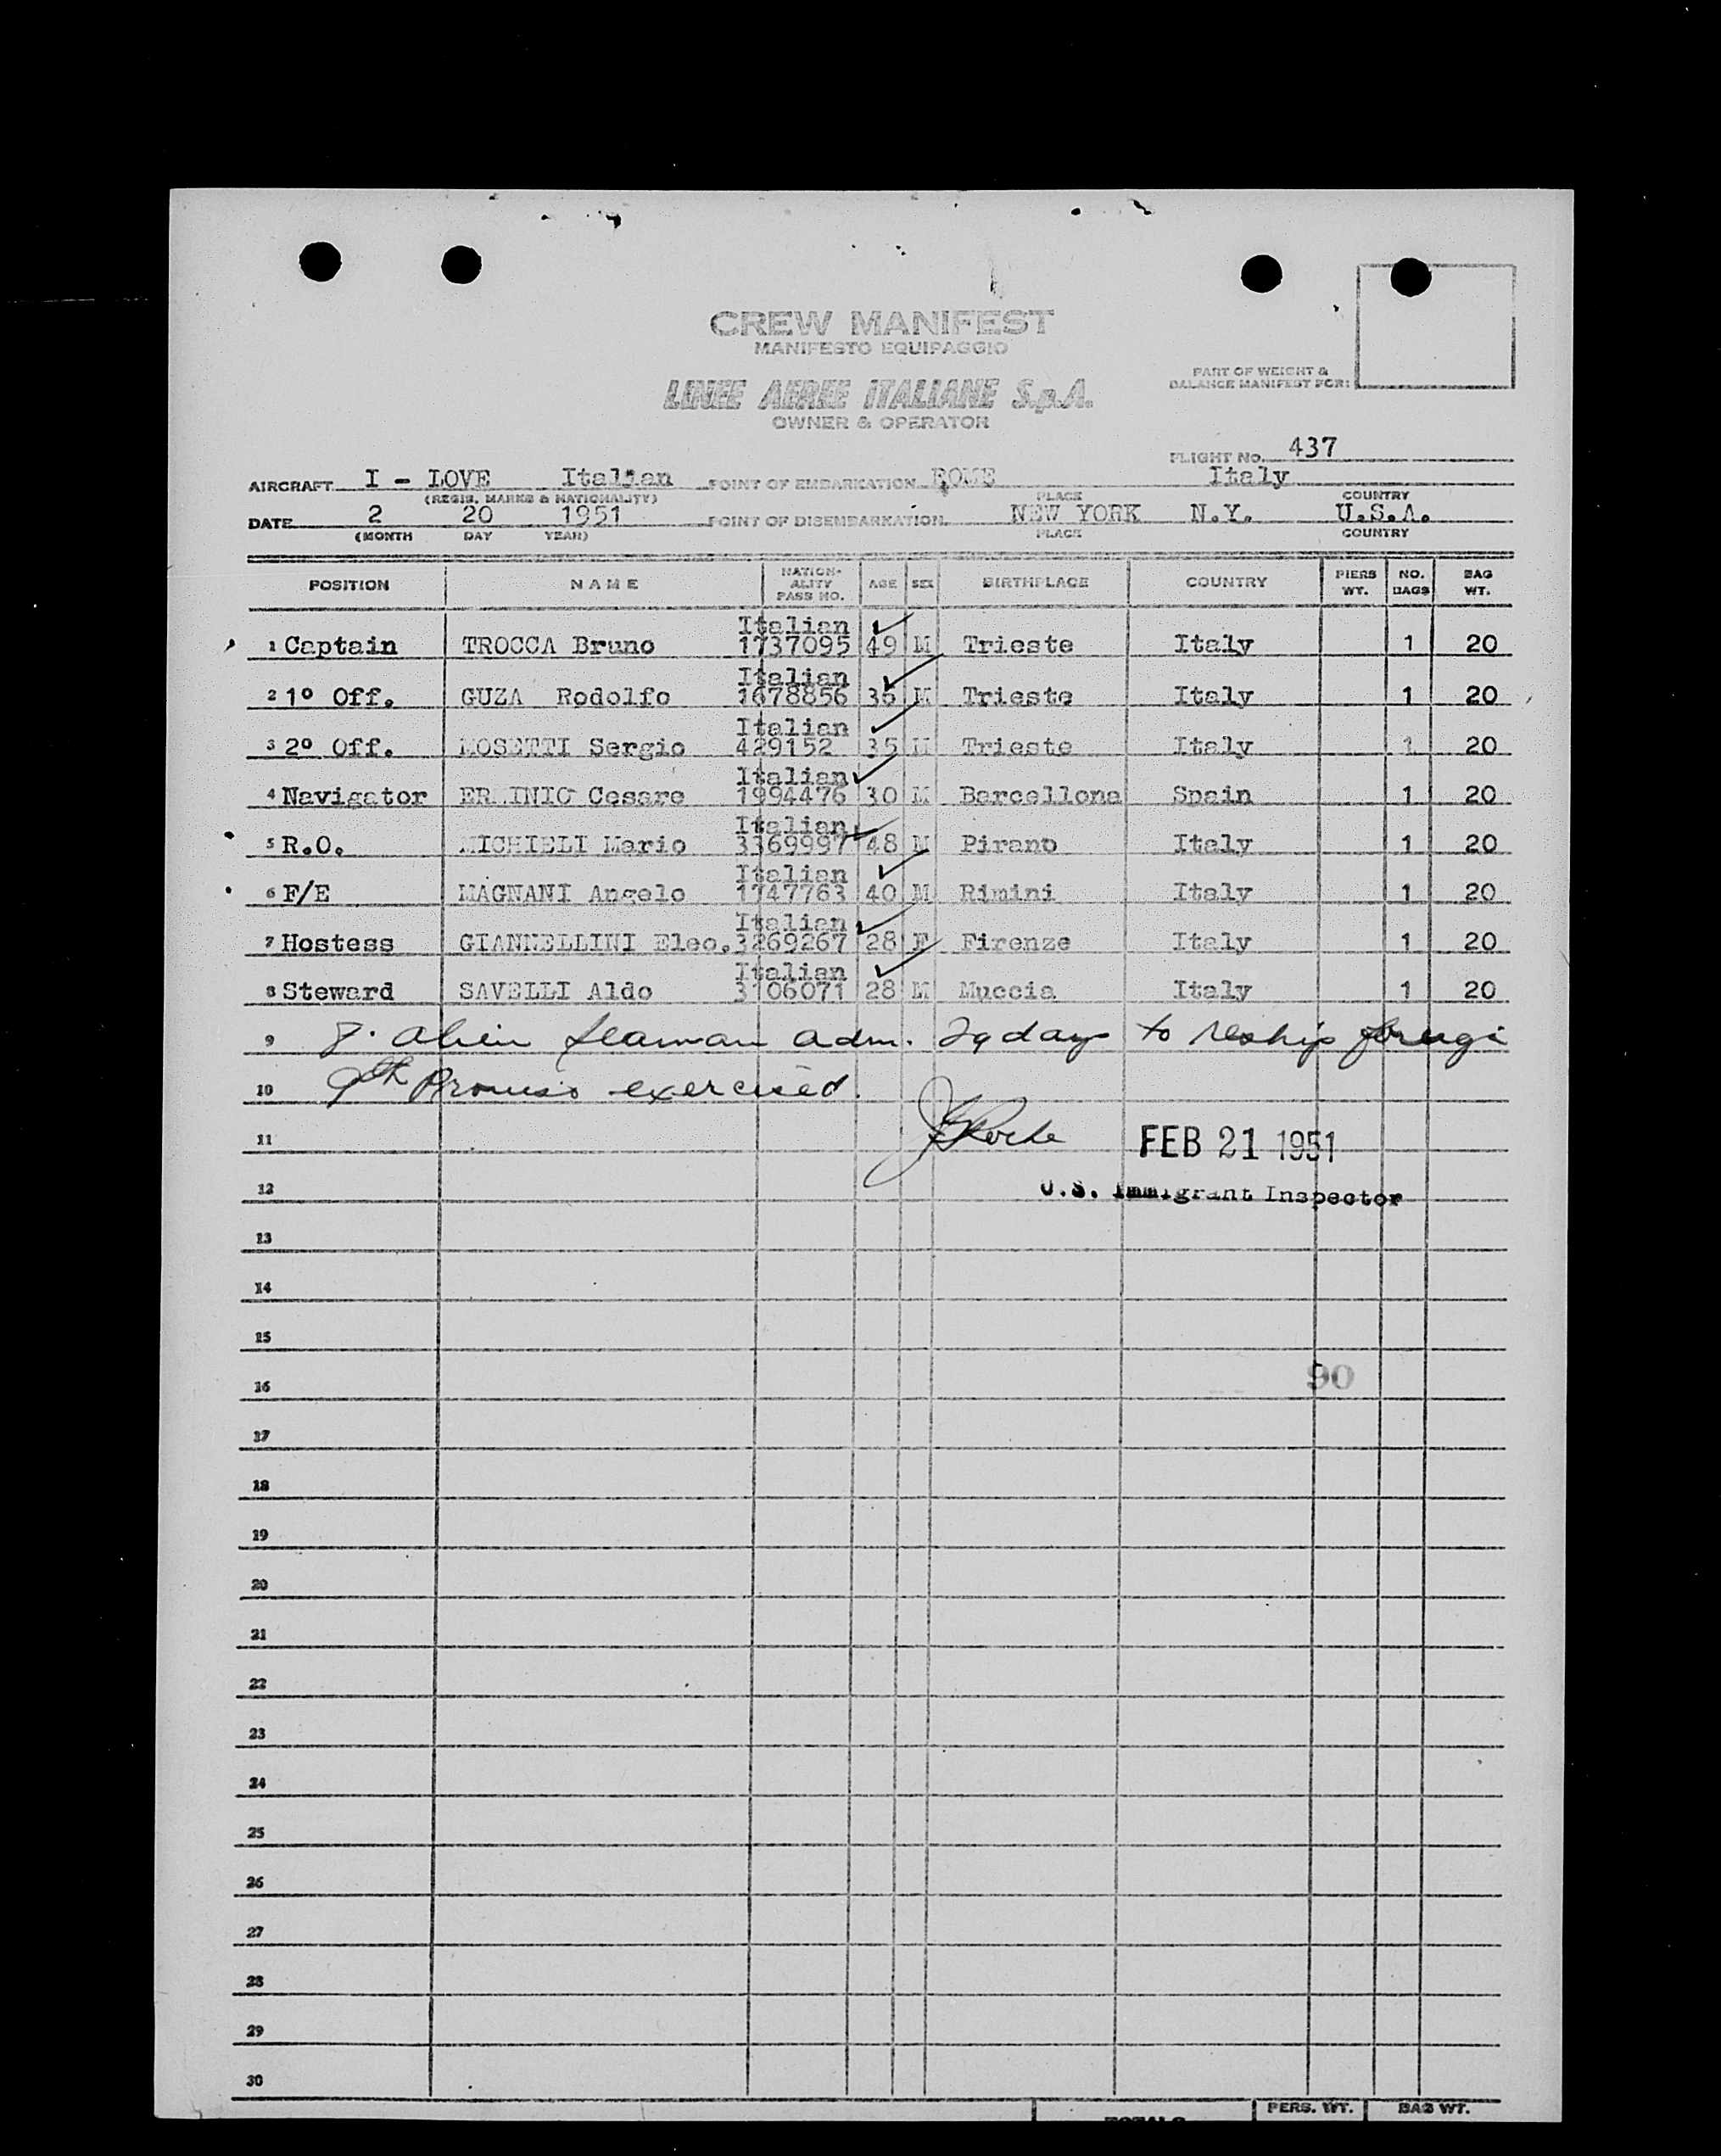 CREW MANIFEST
MANIFESTO EQUIPAGGIO
LINEE AEREE ITALIANE S.p.A.
OWNER & OPERATOR
PART OF WEIGHT &
BALANCE MANIFEST FOR:
FLIGHT NO. 437
AIRCRAFT I - LOVE Italian POINT OF EMBARKATION ROME Italy
(REGIS. MARKS & NATIONALITY) PLACE COUNTRY
DATE 2 20 1951 POINT OF DISEMBARKATION NEW YORK N.Y. U.S.A.
(MONTH DAY YEAR) PLACE COUNTRY
POSITION NAME NATION-ALITY PASS NO. AGE SEX BIRTHPLACE COUNTRY PIERS WT. NO. BAGS BAG WT.
Italian
1 Captain TROCCA Bruno 1737095 49 M Trieste Italy 1 20
Italian
2 1º Off. GUZA Rodolfo 1678856 36 M Trieste Italy 1 20
Italian
3 2º Off. MOSETTI Sergio 429152 35 M Trieste Italy 1 20
Italian
4 Navigator Cesare 1994476 30 M Barcellona Spain 1 20
Italian
5 R.O. MICHIELI Mario 3369997 48 M Pirano Italy 1 20
Italian
6 F/E MAGNANI Angelo 1747763 40 M Rimini Italy 1 20
Italian
7 Hostess GIANNELLINI Eleo. 3269267 28 F Firenze Italy 1 20
Italian
8 Steward SAVELLI Aldo 3106071 28 M Muccia Italy 1 20
9 8. alien seaman adm. 29 days to reship foreign
10 9th Proviso exercised.
11 FEB 21 1951
12 U.S. Immigrant Inspector
13
14
15
16 90
17
18
19
20
21
22
23
24
25
26
27
28
29
30
PERS. WT. BAG WT.